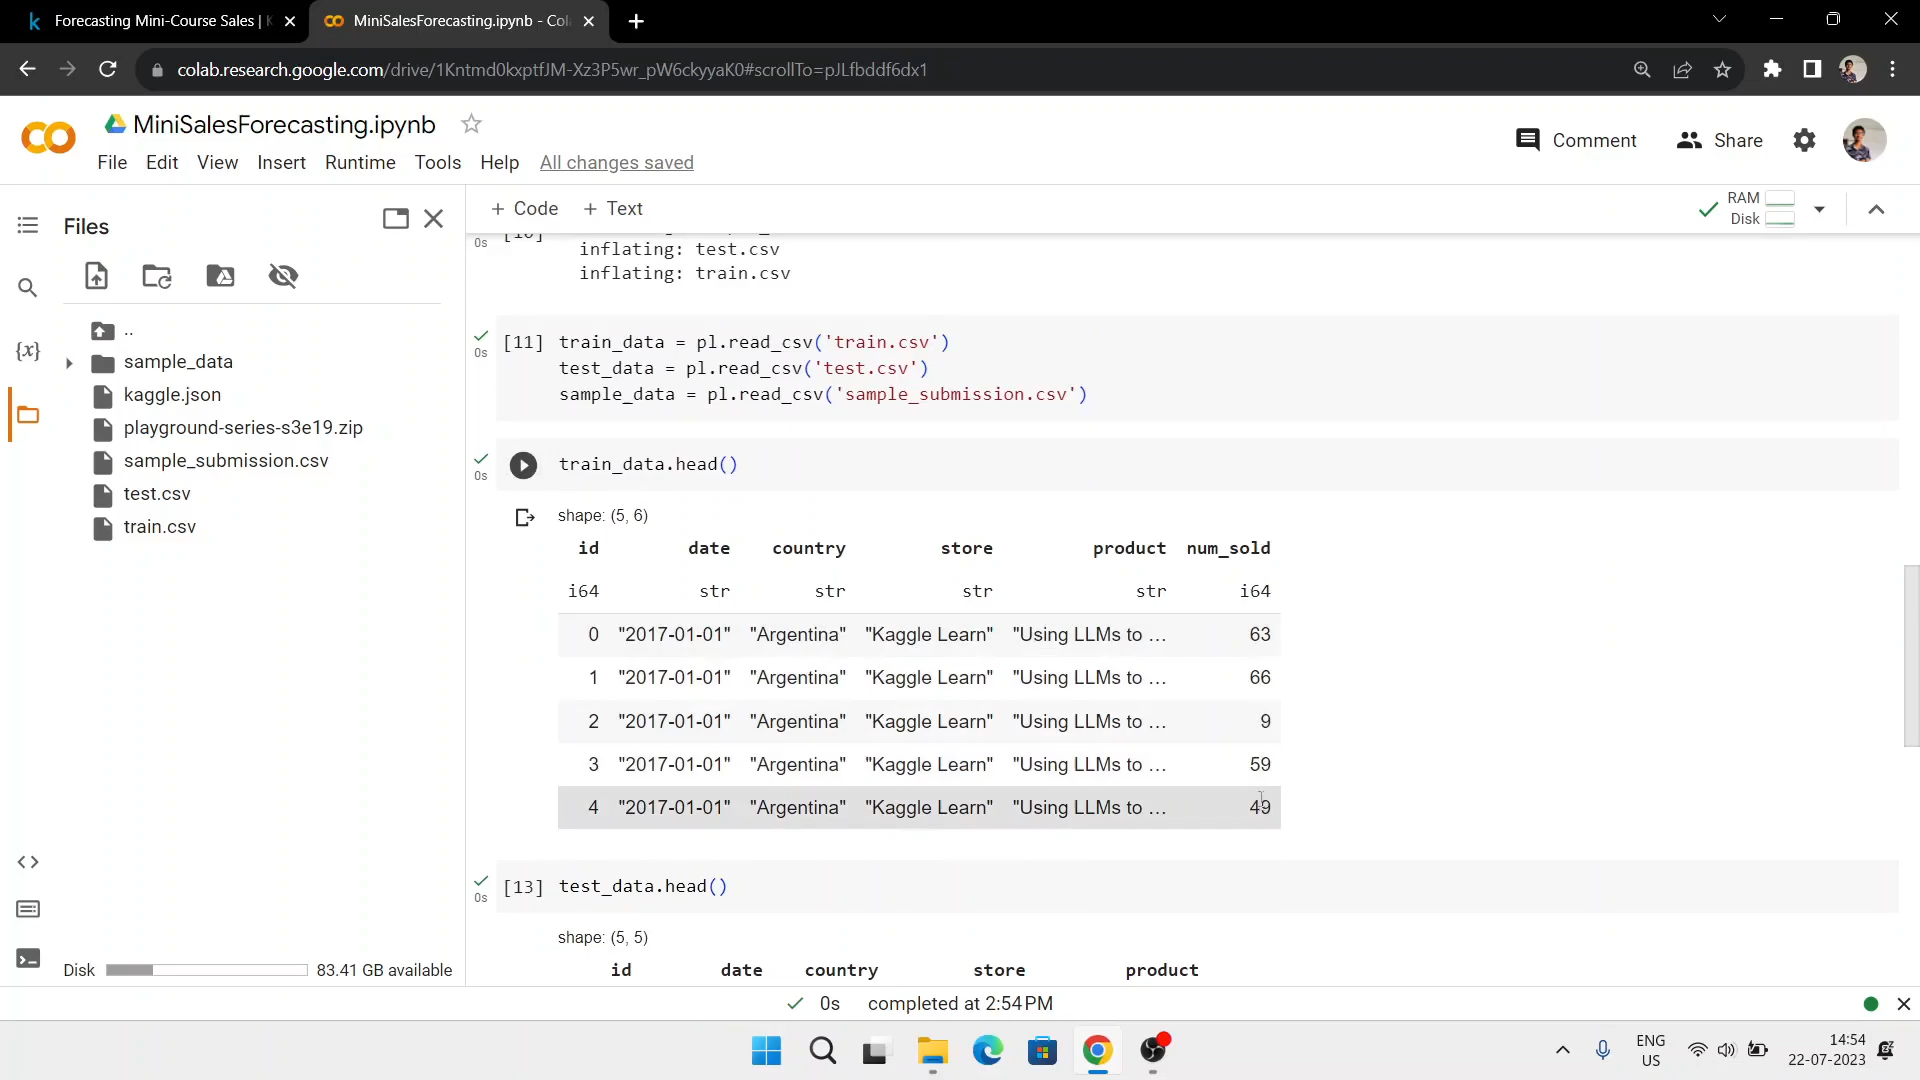 Forecasting Mini-Course Sales |
MiniSalesForecasting.ipynb - Col
colab.research.google.com/drive/1Kntmd0kxptfJM-Xz3P5wr_pW6ckyyaK0#scrollTo=pJLfbddf6dx1
MiniSalesForecasting.ipynb
File Edit View Insert Runtime Tools Help All changes saved
Comment Share
Files
+ Code + Text
RAM
Disk
..
sample_data
kaggle.json
playground-series-s3e19.zip
sample_submission.csv
test.csv
train.csv
{x}
Disk 83.41 GB available
0s
inflating: test.csv
inflating: train.csv
0s [11] train_data = pl.read_csv('train.csv')
test_data = pl.read_csv('test.csv')
sample_data = pl.read_csv('sample_submission.csv')
0s train_data.head()
shape: (5, 6)
id date country store product num_sold
i64 str str str str i64
0 "2017-01-01" "Argentina" "Kaggle Learn" "Using LLMs to … 63
1 "2017-01-01" "Argentina" "Kaggle Learn" "Using LLMs to … 66
2 "2017-01-01" "Argentina" "Kaggle Learn" "Using LLMs to … 9
3 "2017-01-01" "Argentina" "Kaggle Learn" "Using LLMs to … 59
4 "2017-01-01" "Argentina" "Kaggle Learn" "Using LLMs to … 49
0s [13] test_data.head()
shape: (5, 5)
id date country store product
0s completed at 2:54 PM
ENG
US
14:54
22-07-2023